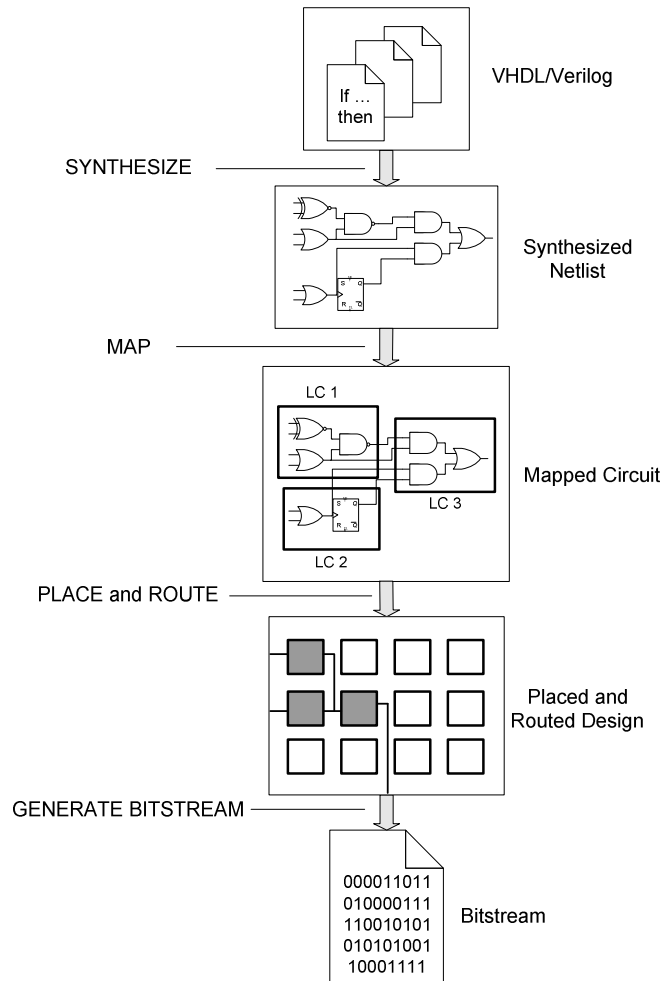 If ...
then
VHDL/Verilog
SYNTHESIZE
S
Q
R
Q
Synthesized
Netlist
MAP
LC 1
S
Q
R
Q
LC 3
LC 2
Mapped Circuit
PLACE and ROUTE
Placed and
Routed Design
GENERATE BITSTREAM
000011011
010000111
110010101
010101001
10001111
Bitstream